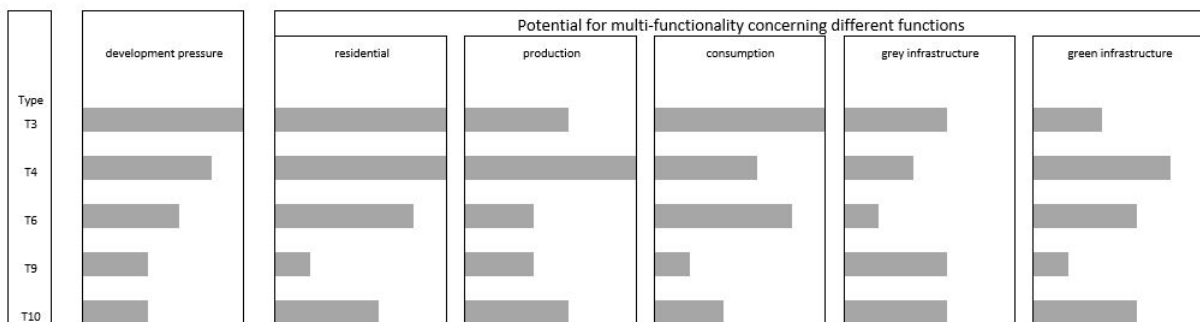 Potential for multi-functionality concerning different functions
development pressure residential production consumption grey infrastructure green infrastructure
Type
T3
T4
T6
T9
T10